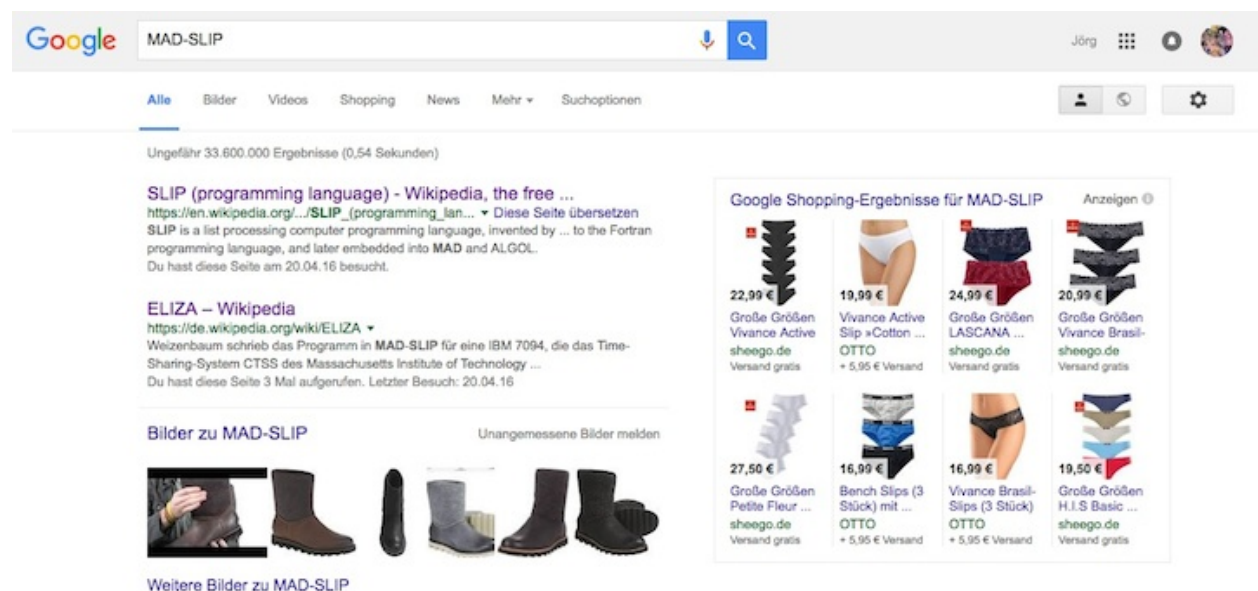 Google
MAD-SLIP
Jörg
Alle Bilder Videos Shopping News Mehr Suchoptionen
Ungefähr 33.600.000 Ergebnisse (0,54 Sekunden)
SLIP (programming language) - Wikipedia, the free ...
https://en.wikipedia.org/.../SLIP_(programming_lan... Diese Seite übersetzen
SLIP is a list processing computer programming language, invented by ... to the Fortran
programming language, and later embedded into MAD and ALGOL.
Du hast diese Seite am 20.04.16 besucht.
ELIZA – Wikipedia
https://de.wikipedia.org/wiki/ELIZA
Weizenbaum schrieb das Programm in MAD-SLIP für eine IBM 7094, die das Time-
Sharing-System CTSS des Massachusetts Institute of Technology ...
Du hast diese Seite 3 Mal aufgerufen. Letzter Besuch: 20.04.16
Bilder zu MAD-SLIP
Unangemessene Bilder melden
Weitere Bilder zu MAD-SLIP
Google Shopping-Ergebnisse für MAD-SLIP
Anzeigen
22,99 €
Große Größen
Vivance Active
sheego.de
Versand gratis
19,99 €
Vivance Active
Slip »Cotton ...
OTTO
+ 5,95 € Versand
24,99 €
Große Größen
LASCANA ...
sheego.de
Versand gratis
20,99 €
Große Größen
Vivance Brasil-
sheego.de
Versand gratis
27,50 €
Große Größen
Petite Fleur ...
sheego.de
Versand gratis
16,99 €
Bench Slips (3
Stück) mit ...
OTTO
+ 5,95 € Versand
16,99 €
Vivance Brasil-
Slips (3 Stück)
OTTO
+ 5,95 € Versand
19,50 €
Große Größen
H.I.S Basic ...
sheego.de
Versand gratis